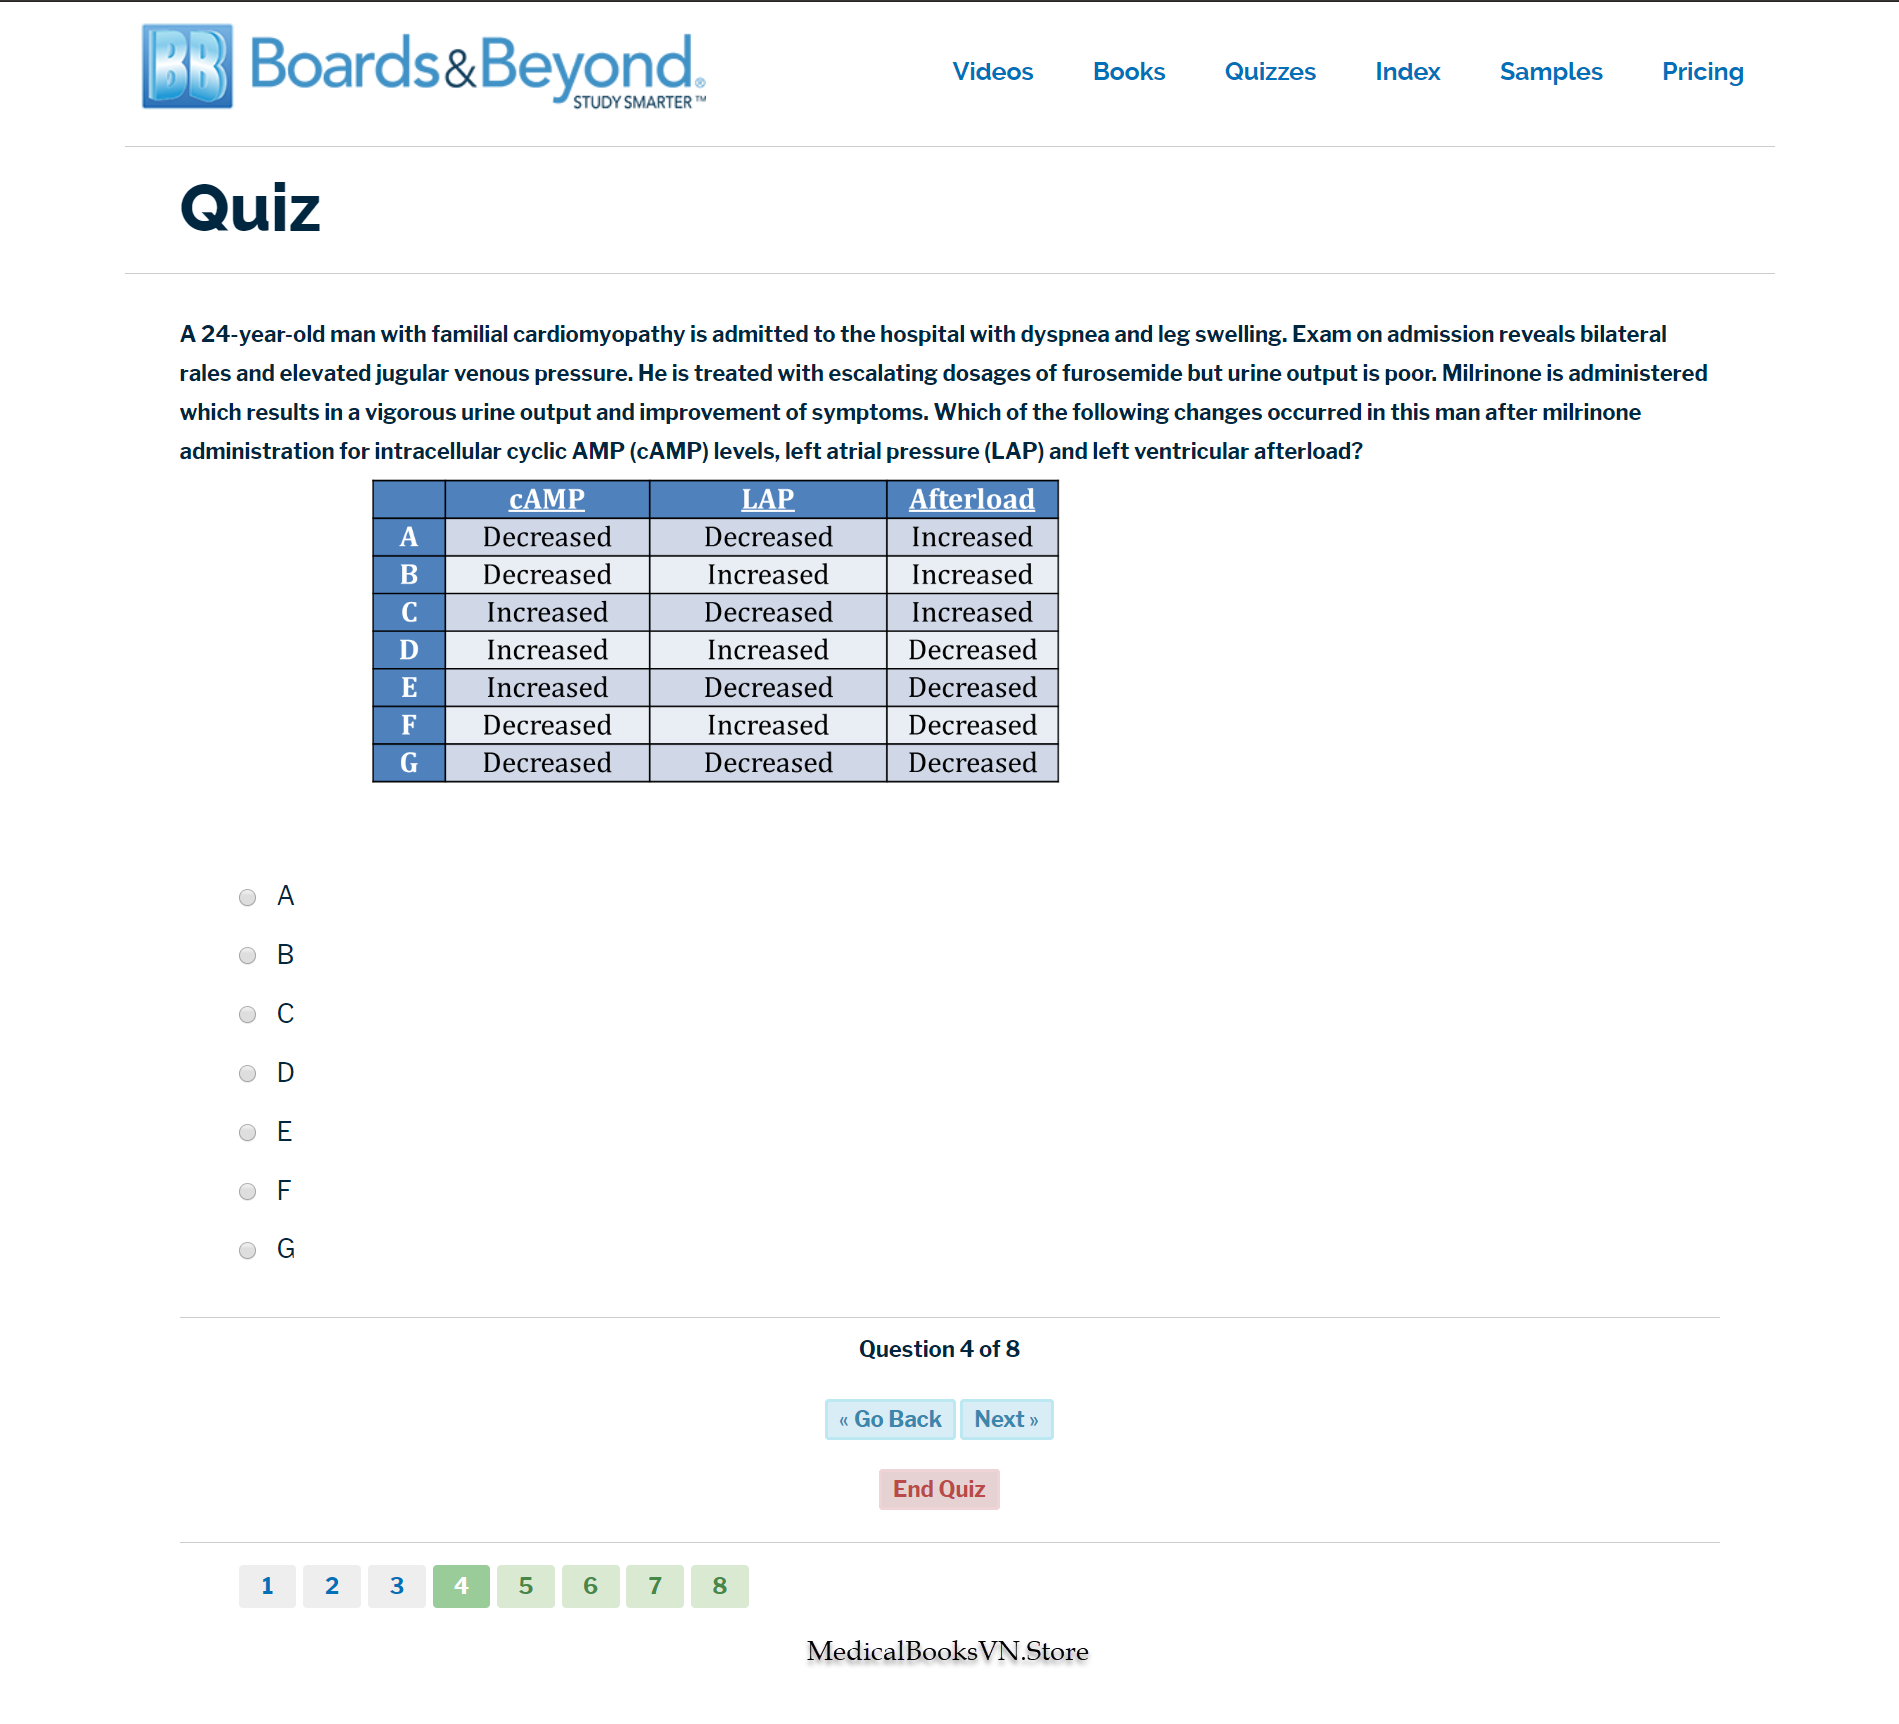 BB Boards&Beyond®
STUDY SMARTER™
Videos Books Quizzes Index Samples Pricing
Quiz
A 24-year-old man with familial cardiomyopathy is admitted to the hospital with dyspnea and leg swelling. Exam on admission reveals bilateral
rales and elevated jugular venous pressure. He is treated with escalating dosages of furosemide but urine output is poor. Milrinone is administered
which results in a vigorous urine output and improvement of symptoms. Which of the following changes occurred in this man after milrinone
administration for intracellular cyclic AMP (cAMP) levels, left atrial pressure (LAP) and left ventricular afterload?
cAMP LAP Afterload
A Decreased Decreased Increased
B Decreased Increased Increased
C Increased Decreased Increased
D Increased Increased Decreased
E Increased Decreased Decreased
F Decreased Increased Decreased
G Decreased Decreased Decreased
A
B
C
D
E
F
G
Question 4 of 8
« Go Back Next »
End Quiz
1 2 3 4 5 6 7 8
MedicalBooksVN.Store